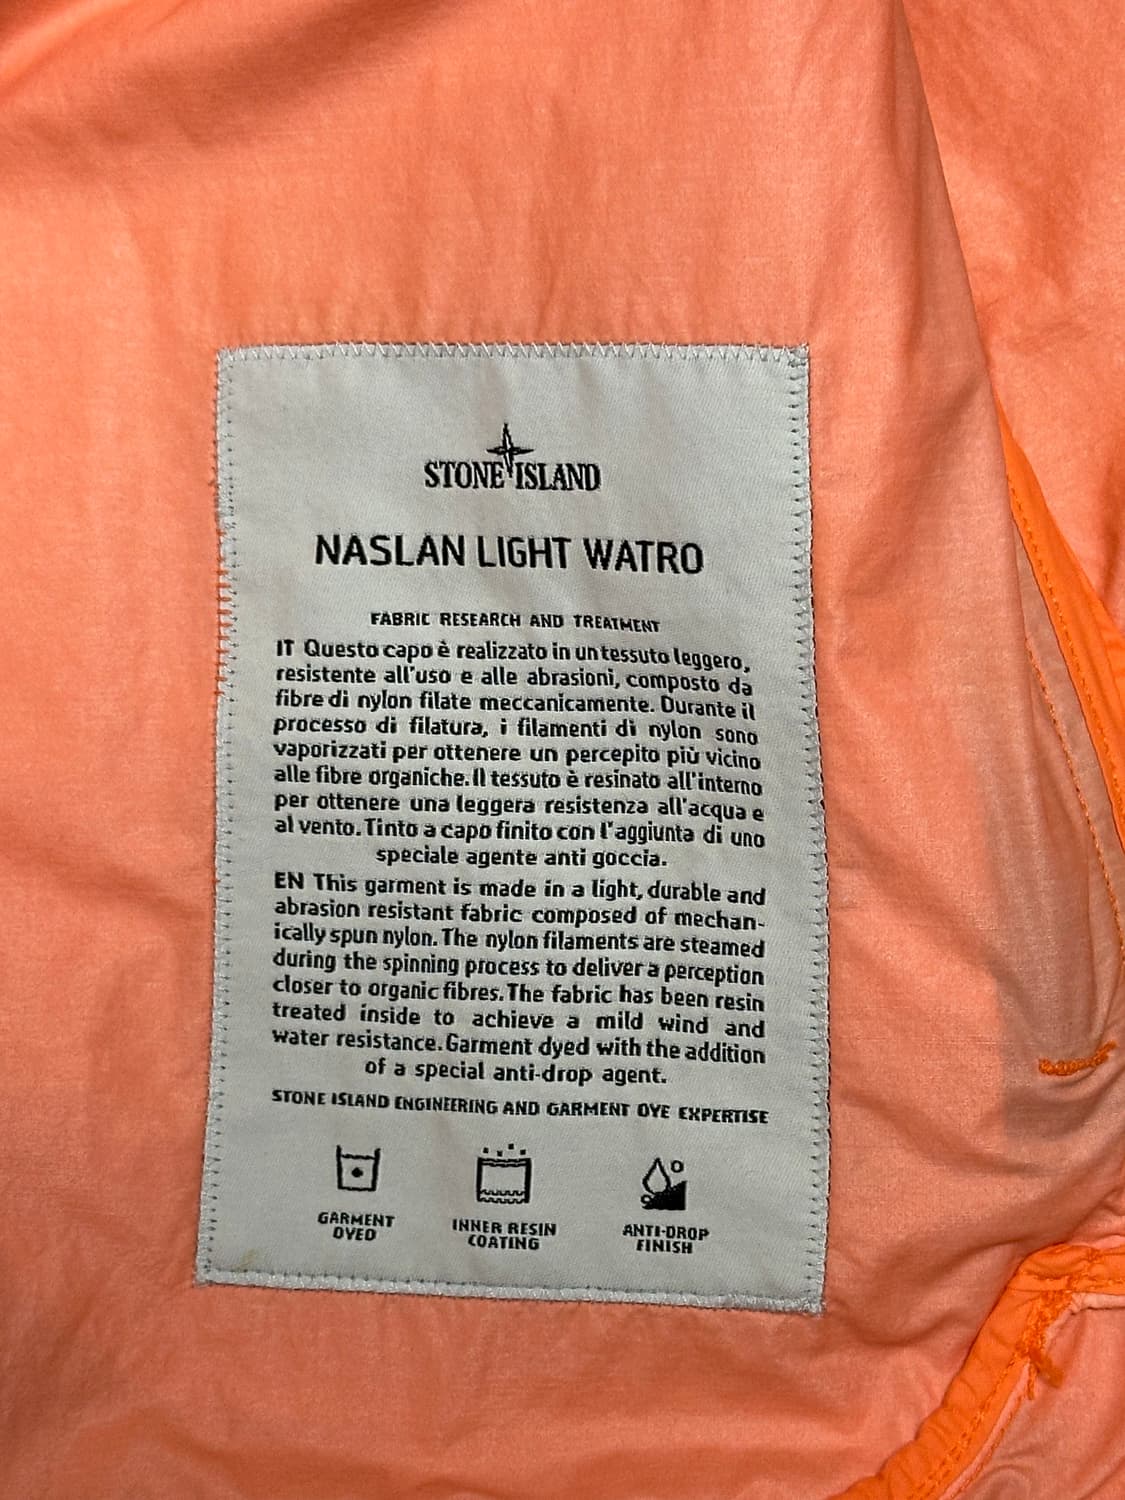 STONE ISLAND
NASLAN LIGHT WATRO
FABRIC RESEARCH AND TREATMENT
IT Questo capo è realizzato in un tessuto leggero,
resistente all'uso e alle abrasioni, composto da
fibre di nylon filate meccanicamente. Durante il
processo di filatura, i filamenti di nylon sono
vaporizzati per ottenere un percepito più vicino
alle fibre organiche. Il tessuto è resinato all'interno
per ottenere una leggera resistenza all'acqua e
al vento. Tinto a capo finito con l'aggiunta di uno
speciale agente anti goccia.
EN This garment is made in a light, durable and
abrasion resistant fabric composed of mechan-
ically spun nylon. The nylon filaments are steamed
during the spinning process to deliver a perception
closer to organic fibres. The fabric has been resin
treated inside to achieve a mild wind and
water resistance. Garment dyed with the addition
of a special anti-drop agent.
STONE ISLAND ENGINEERING AND GARMENT DYE EXPERTISE
GARMENT
DYED
INNER RESIN
COATING
ANTI-DROP
FINISH